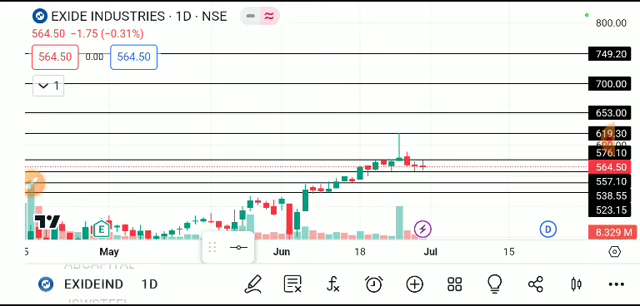 EXIDE INDUSTRIES · 1D · NSE
564.50 −1.75 (−0.31%)
564.50 0.00 564.50
1
800.00
749.20
700.00
653.00
619.30
600.00
576.10
564.50
557.10
538.55
523.15
8.329 M
E
D
May Jun 18 Jul 15
EXIDEIND 1D